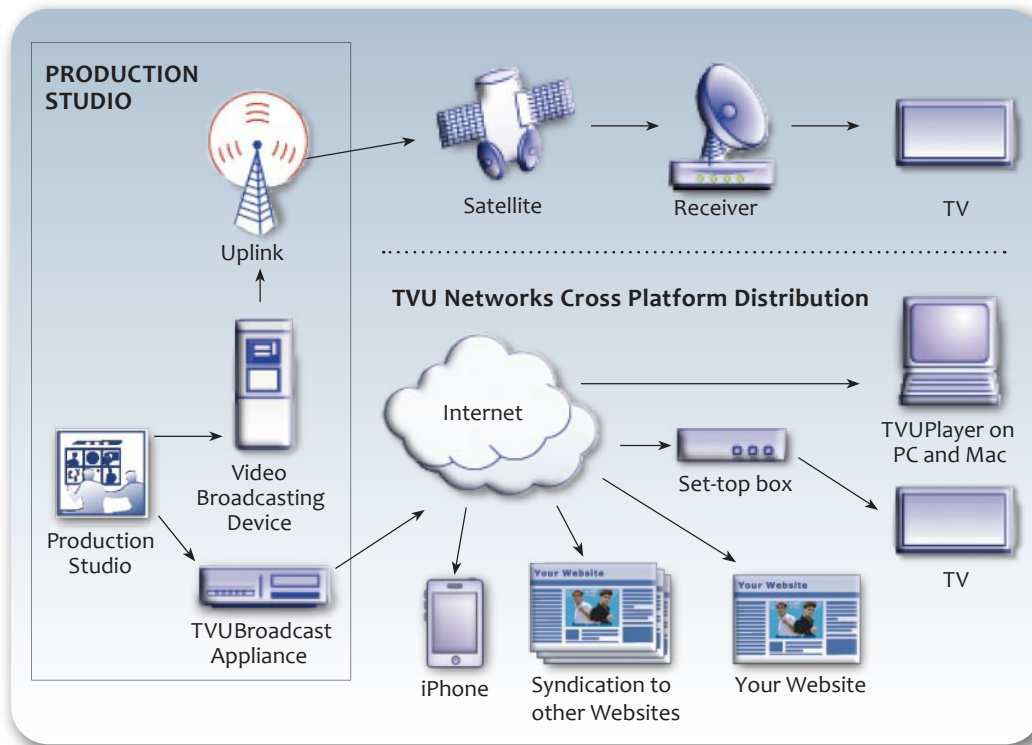 PRODUCTION
STUDIO
Uplink
Satellite
Receiver
TV
TVU Networks Cross Platform Distribution
Internet
Video
Broadcasting
Device
Production
Studio
TVUBroadcast
Appliance
TVUPlayer on
PC and Mac
Set-top box
TV
iPhone
Your Website
Syndication to
other Websites
Your Website
Your Website